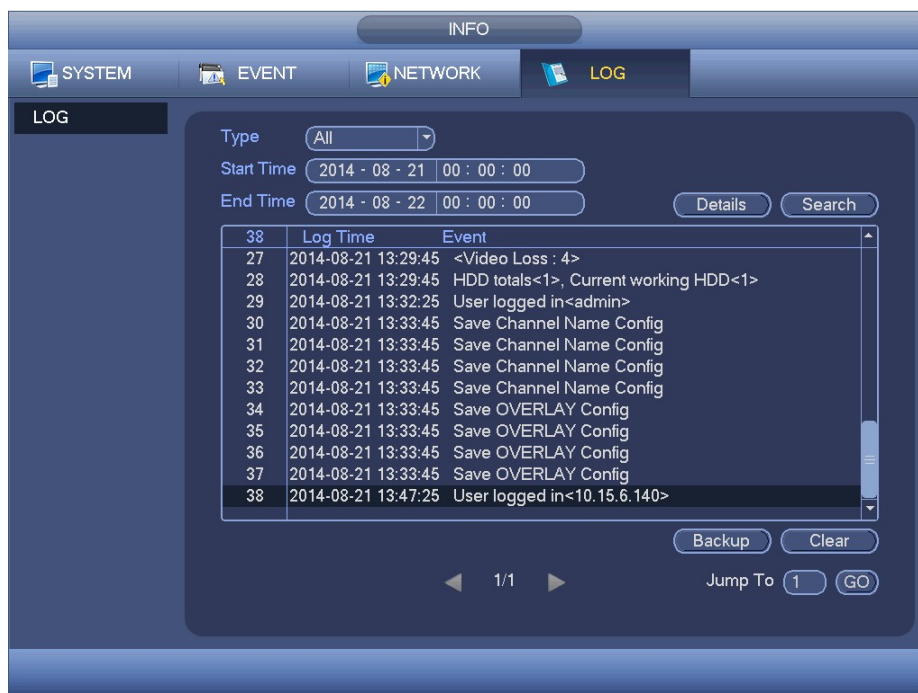 INFO
SYSTEM EVENT NETWORK LOG
LOG
Type All
Start Time 2014 - 08 - 21 00 : 00 : 00
End Time 2014 - 08 - 22 00 : 00 : 00
Details Search
38 Log Time Event
27 2014-08-21 13:29:45 <Video Loss : 4>
28 2014-08-21 13:29:45 HDD totals<1>, Current working HDD<1>
29 2014-08-21 13:32:25 User logged in<admin>
30 2014-08-21 13:33:45 Save Channel Name Config
31 2014-08-21 13:33:45 Save Channel Name Config
32 2014-08-21 13:33:45 Save Channel Name Config
33 2014-08-21 13:33:45 Save Channel Name Config
34 2014-08-21 13:33:45 Save OVERLAY Config
35 2014-08-21 13:33:45 Save OVERLAY Config
36 2014-08-21 13:33:45 Save OVERLAY Config
37 2014-08-21 13:33:45 Save OVERLAY Config
38 2014-08-21 13:47:25 User logged in<10.15.6.140>
Backup Clear
1/1 Jump To 1 GO